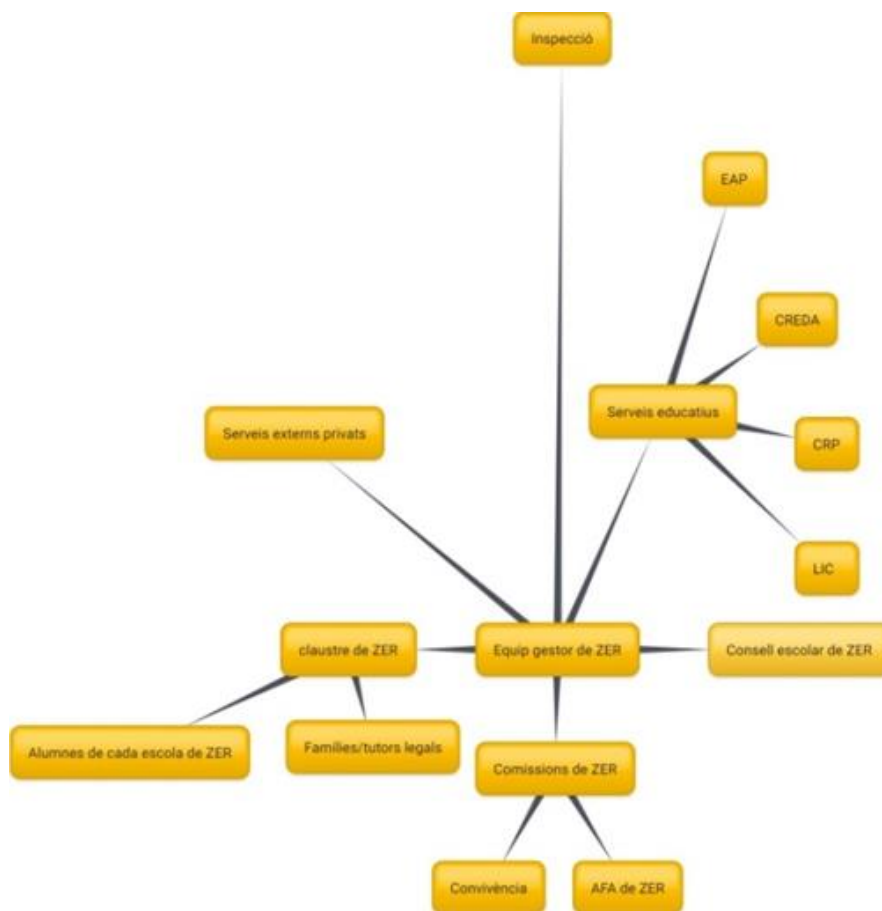 Inspecció
EAP
CREDA
Serveis educatius
Serveis externs privats
CRP
LIC
claustre de ZER
Equip gestor de ZER
Consell escolar de ZER
Alumnes de cada escola de ZER
Famílies/tutors legals
Comissions de ZER
Convivència
AFA de ZER